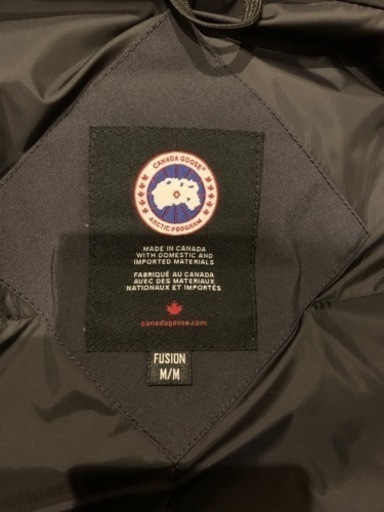 CANADA GOOSE®
ARCTIC PROGRAM
MADE IN CANADA
WITH DOMESTIC AND
IMPORTED MATERIALS
FABRIQUÉ AU CANADA
AVEC DES MATERIAUX
NATIONAUX ET IMPORTÉS
canadagoose.com
FUSION
M/M